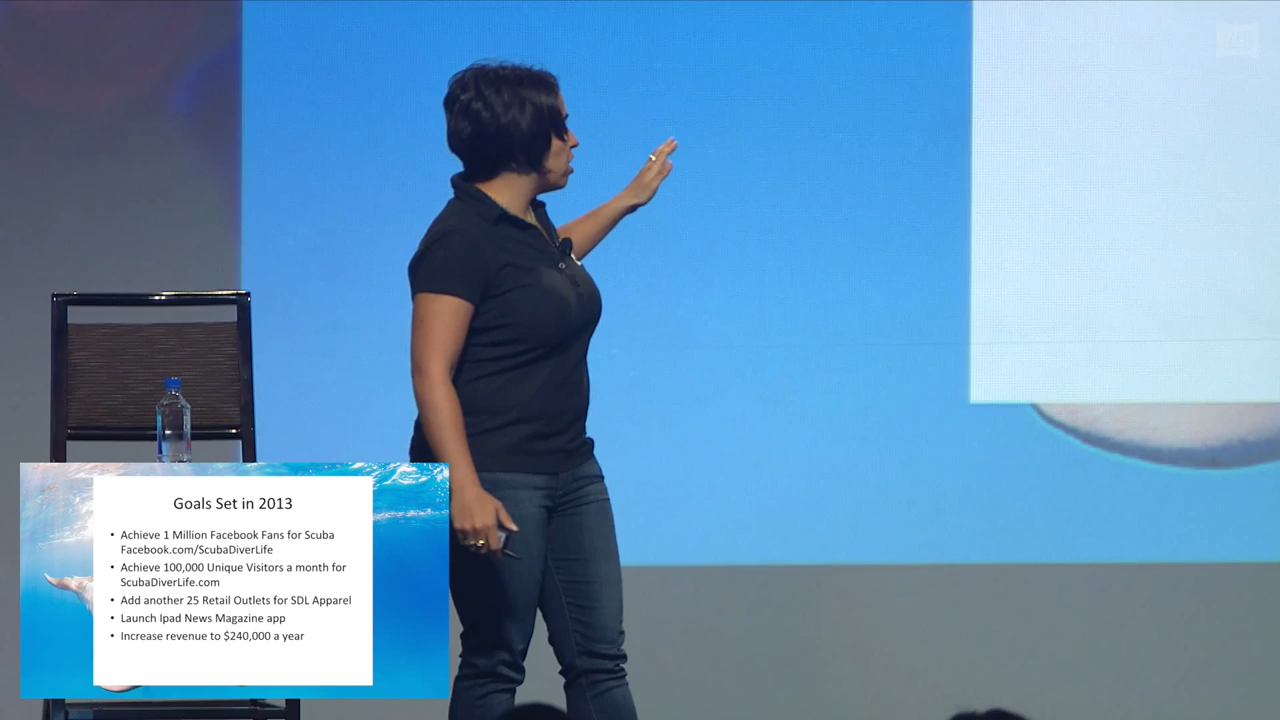 Goals Set in 2013
• Achieve 1 Million Facebook Fans for Scuba
Facebook.com/ScubaDiverLife
• Achieve 100,000 Unique Visitors a month for
ScubaDiverLife.com
• Add another 25 Retail Outlets for SDL Apparel
• Launch Ipad News Magazine app
• Increase revenue to $240,000 a year